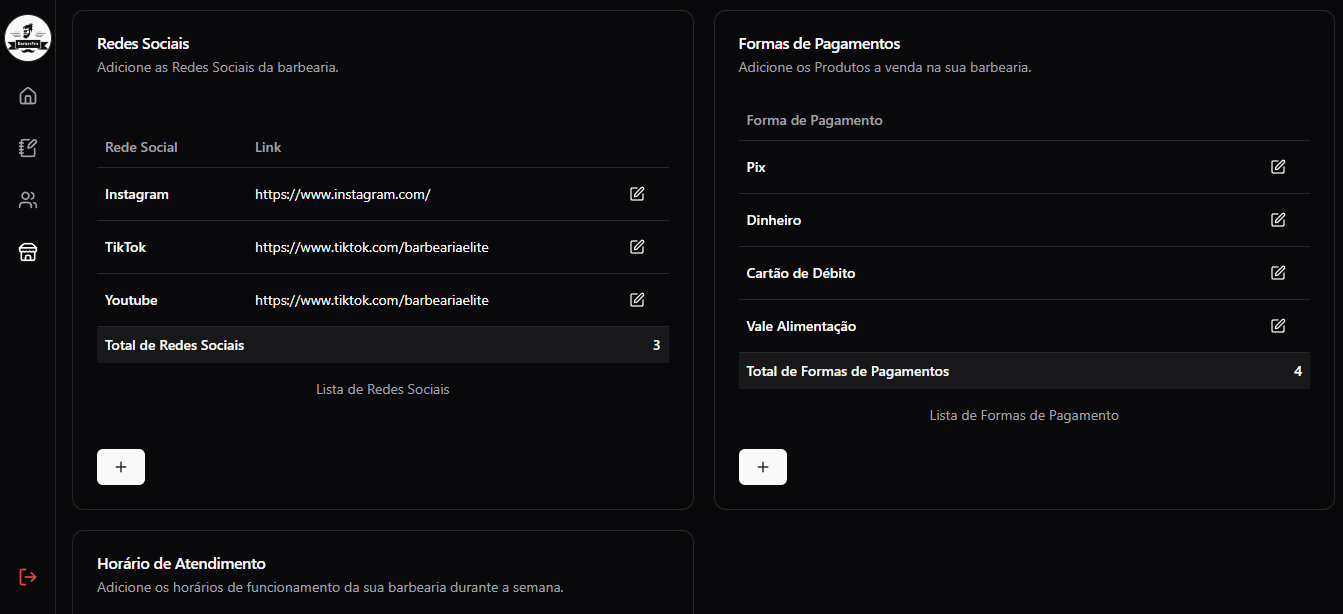 Redes Sociais
Adicione as Redes Sociais da barbearia.
Rede Social Link
Instagram https://www.instagram.com/
TikTok https://www.tiktok.com/barbeariaelite
Youtube https://www.tiktok.com/barbeariaelite
Total de Redes Sociais 3
Lista de Redes Sociais
Formas de Pagamentos
Adicione os Produtos a venda na sua barbearia.
Forma de Pagamento
Pix
Dinheiro
Cartão de Débito
Vale Alimentação
Total de Formas de Pagamentos 4
Lista de Formas de Pagamento
Horário de Atendimento
Adicione os horários de funcionamento da sua barbearia durante a semana.